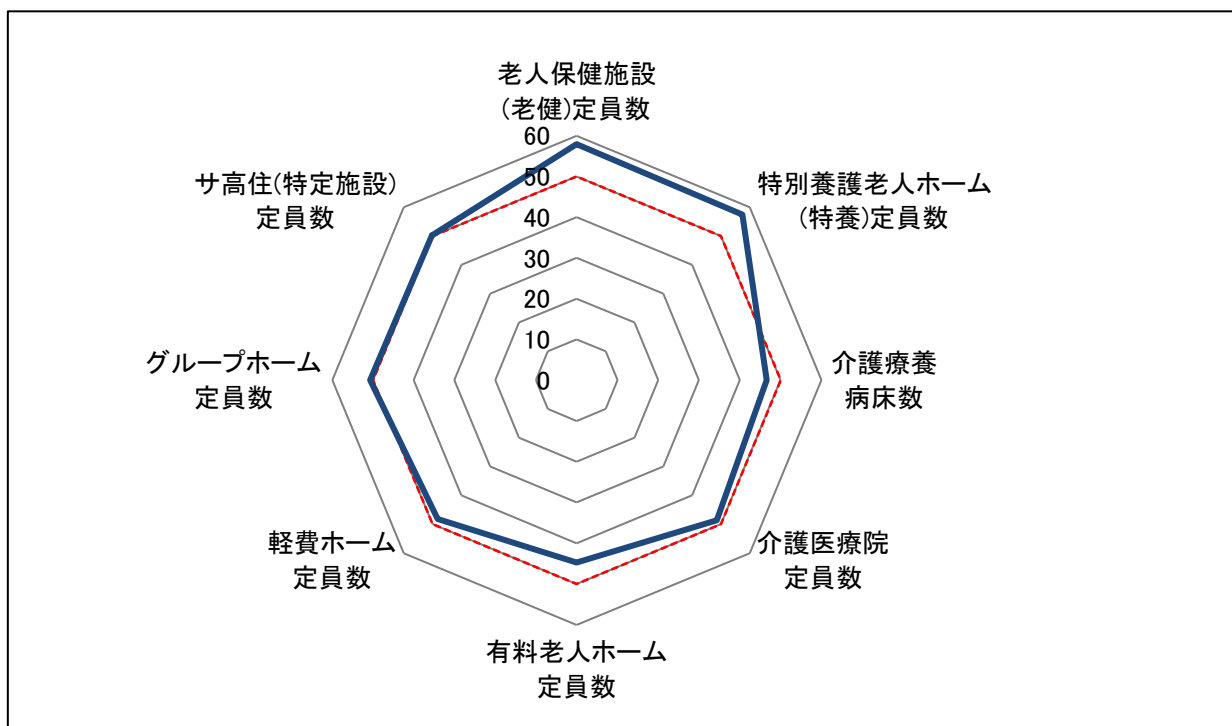 老人保健施設
(老健)定員数
特別養護老人ホーム
(特養)定員数
介護療養
病床数
介護医療院
定員数
有料老人ホーム
定員数
軽費ホーム
定員数
グループホーム
定員数
サ高住(特定施設)
定員数
60
50
40
30
20
10
0